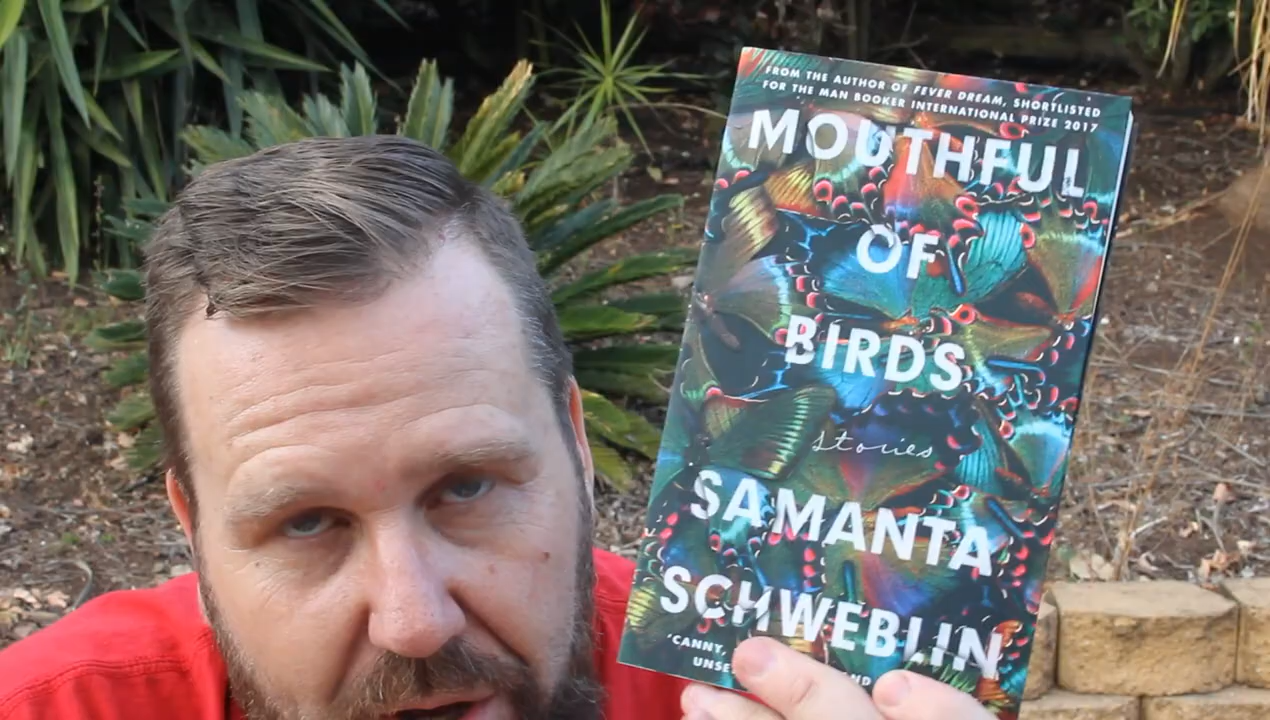 FROM THE AUTHOR OF FEVER DREAM, SHORTLISTED
FOR THE MAN BOOKER INTERNATIONAL PRIZE 2017
MOUTHFUL
OF
BIRDS
stories
SAMANTA
SCHWEBLIN
'CANNY,